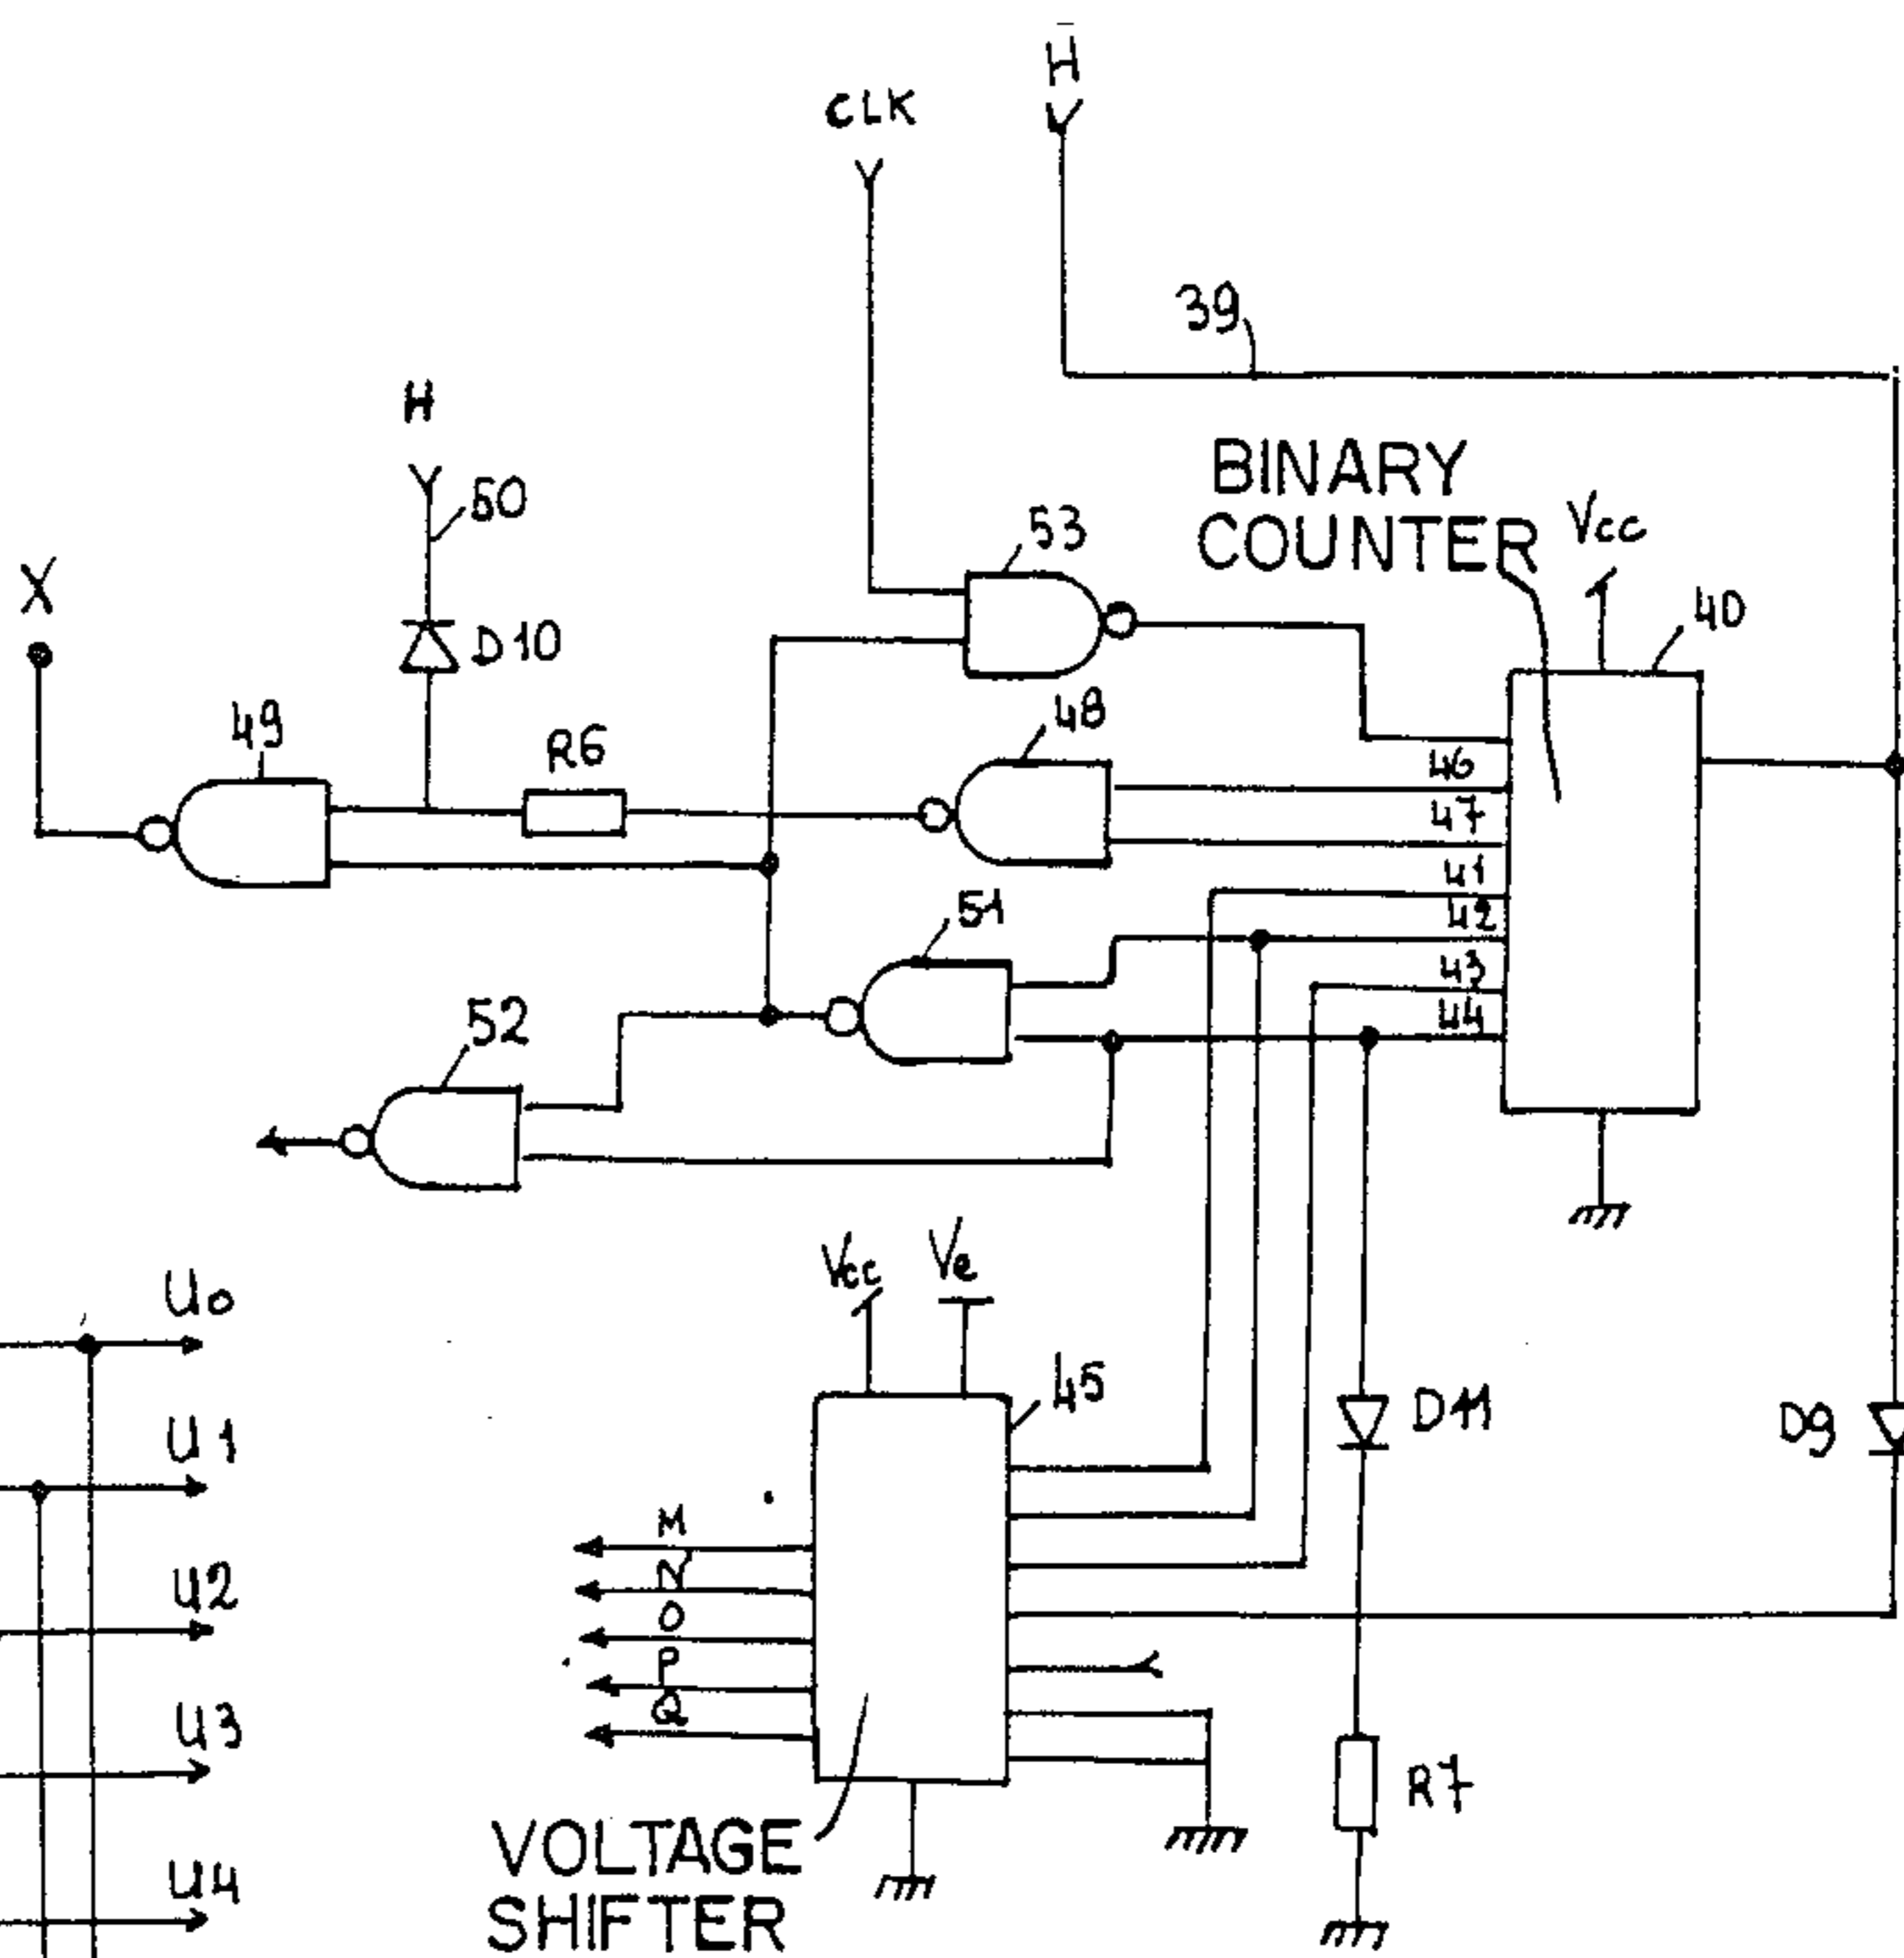 H̅
CLK
39
H
50
BINARY
COUNTER
Vcc
53
X
D10
40
49
R6
48
46
47
41
42
43
44
51
52
Uo
Vcc
Ve
45
U1
D11
D9
M
N
U2
O
P
Q
U3
R7
VOLTAGE
SHIFTER
U4